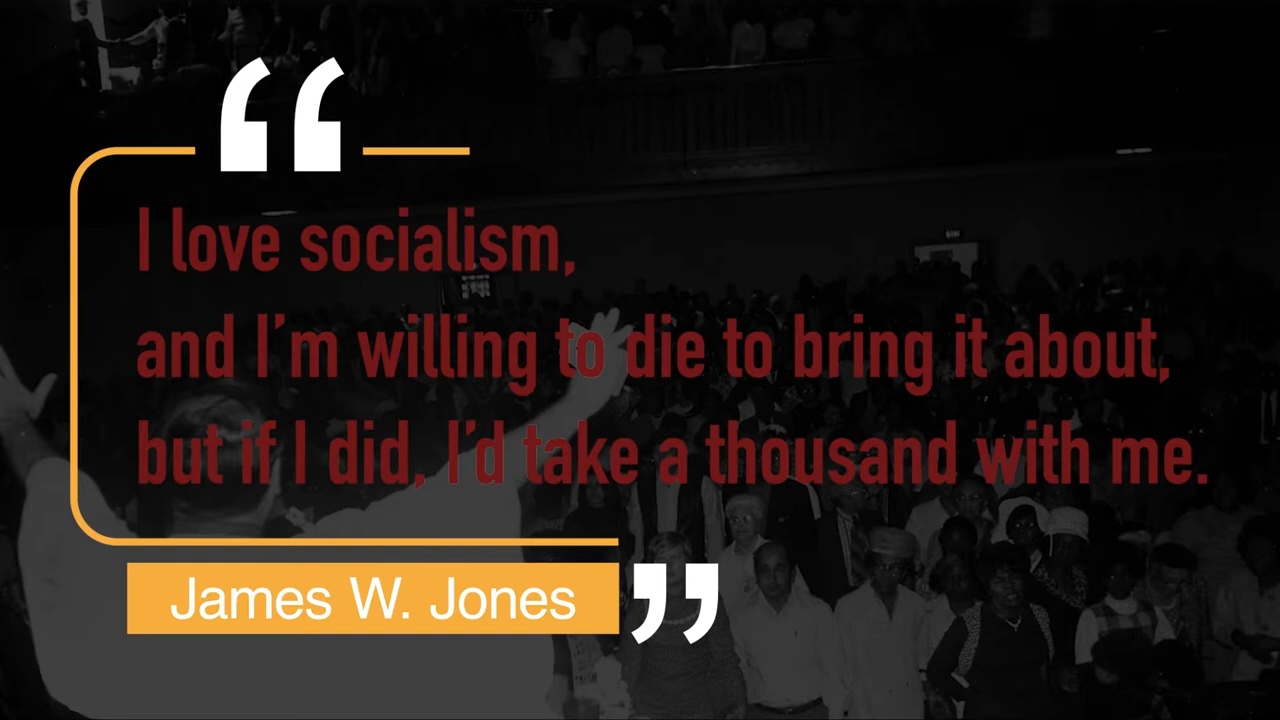 “
I love socialism,
and I’m willing to die to bring it about,
but if I did, I’d take a thousand with me.
James W. Jones ”